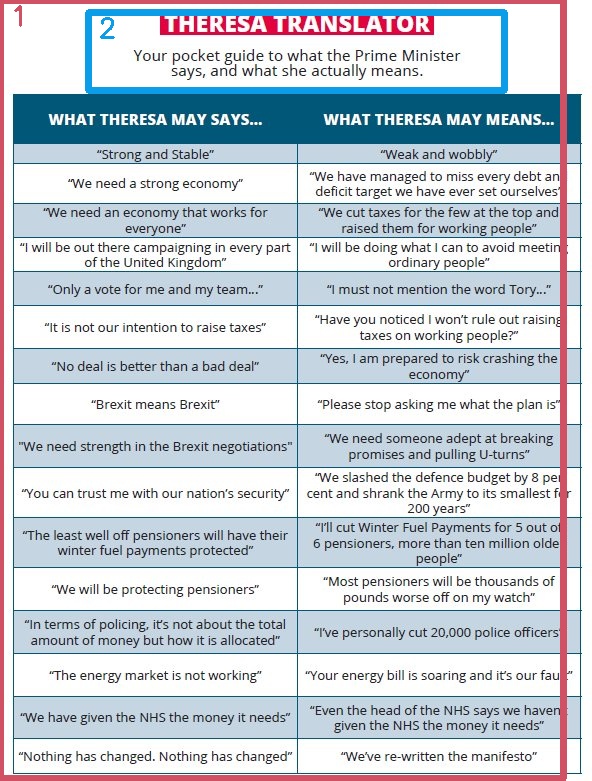 1
2
THERESA TRANSLATOR
Your pocket guide to what the Prime Minister
says, and what she actually means.
WHAT THERESA MAY SAYS...
WHAT THERESA MAY MEANS...
“Strong and Stable”
“Weak and wobbly”
“We need a strong economy”
“We have managed to miss every debt and
deficit target we have ever set ourselves”
“We need an economy that works for
everyone”
“We cut taxes for the few at the top and
raised them for working people”
“I will be out there campaigning in every part
of the United Kingdom”
“I will be doing what I can to avoid meeting
ordinary people”
“Only a vote for me and my team...”
“I must not mention the word Tory...”
“It is not our intention to raise taxes”
“Have you noticed I won’t rule out raising
taxes on working people?”
“No deal is better than a bad deal”
“Yes, I am prepared to risk crashing the
economy”
“Brexit means Brexit”
“Please stop asking me what the plan is”
"We need strength in the Brexit negotiations"
“We need someone adept at breaking
promises and pulling U-turns”
“You can trust me with our nation’s security”
“We slashed the defence budget by 8 per
cent and shrank the Army to its smallest for
200 years”
“The least well off pensioners will have their
winter fuel payments protected”
“I’ll cut Winter Fuel Payments for 5 out of
6 pensioners, more than ten million older
people”
“We will be protecting pensioners”
“Most pensioners will be thousands of
pounds worse off on my watch”
“In terms of policing, it’s not about the total
amount of money but how it is allocated”
“I’ve personally cut 20,000 police officers”
“The energy market is not working”
“Your energy bill is soaring and it’s our fault”
“We have given the NHS the money it needs”
“Even the head of the NHS says we haven’t
given the NHS the money it needs“
“Nothing has changed. Nothing has changed”
“We’ve re-written the manifesto”